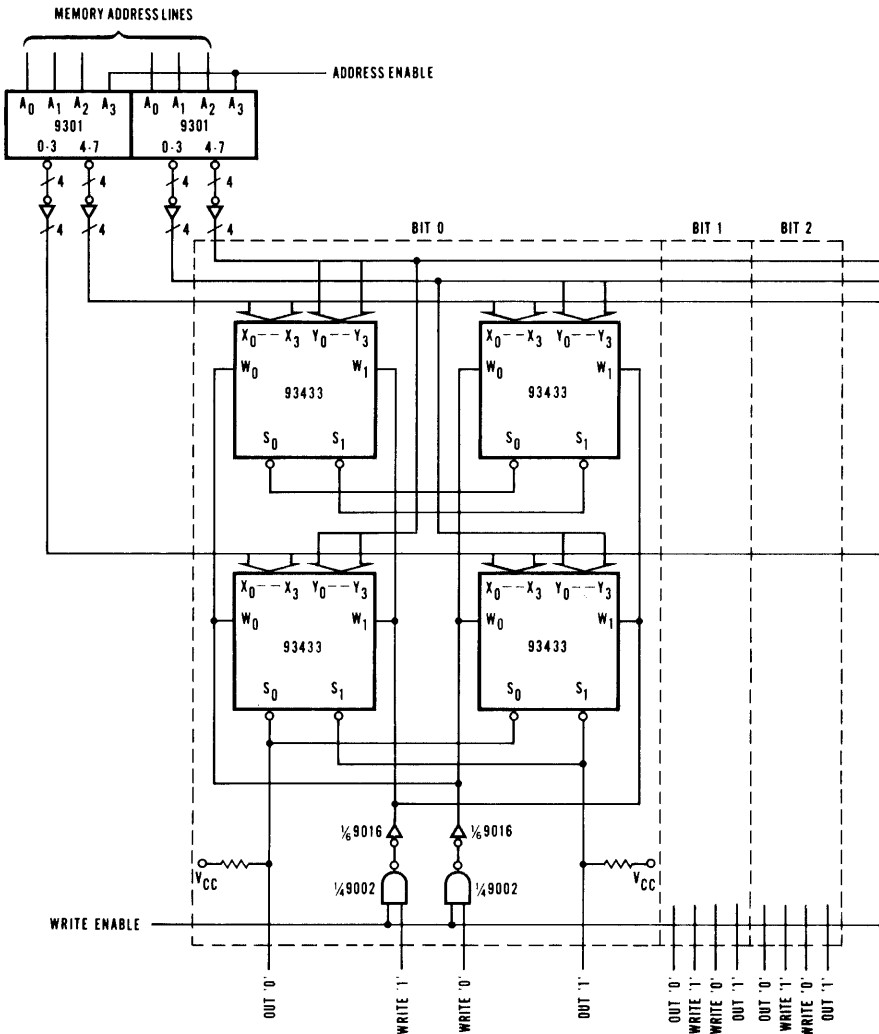 MEMORY ADDRESS LINES
ADDRESS ENABLE
A0 A1 A2 A3 A0 A1 A2 A3
9301 9301
0-3 4-7 0-3 4-7
4 4 4 4
4 4 4 4
BIT 0 BIT 1 BIT 2
X0---X3 Y0---Y3 X0---X3 Y0---Y3
W0 W1 W0 W1
93433 93433
S0 S1 S0 S1
X0---X3 Y0---Y3 X0---X3 Y0---Y3
W0 W1 W0 W1
93433 93433
S0 S1 S0 S1
1/6 9016 1/6 9016
VCC VCC
1/4 9002 1/4 9002
WRITE ENABLE
OUT '0' WRITE '1' WRITE '0' OUT '1' OUT '0' WRITE '1' WRITE '0' OUT '1' OUT '0' WRITE '1' WRITE '0' OUT '1'